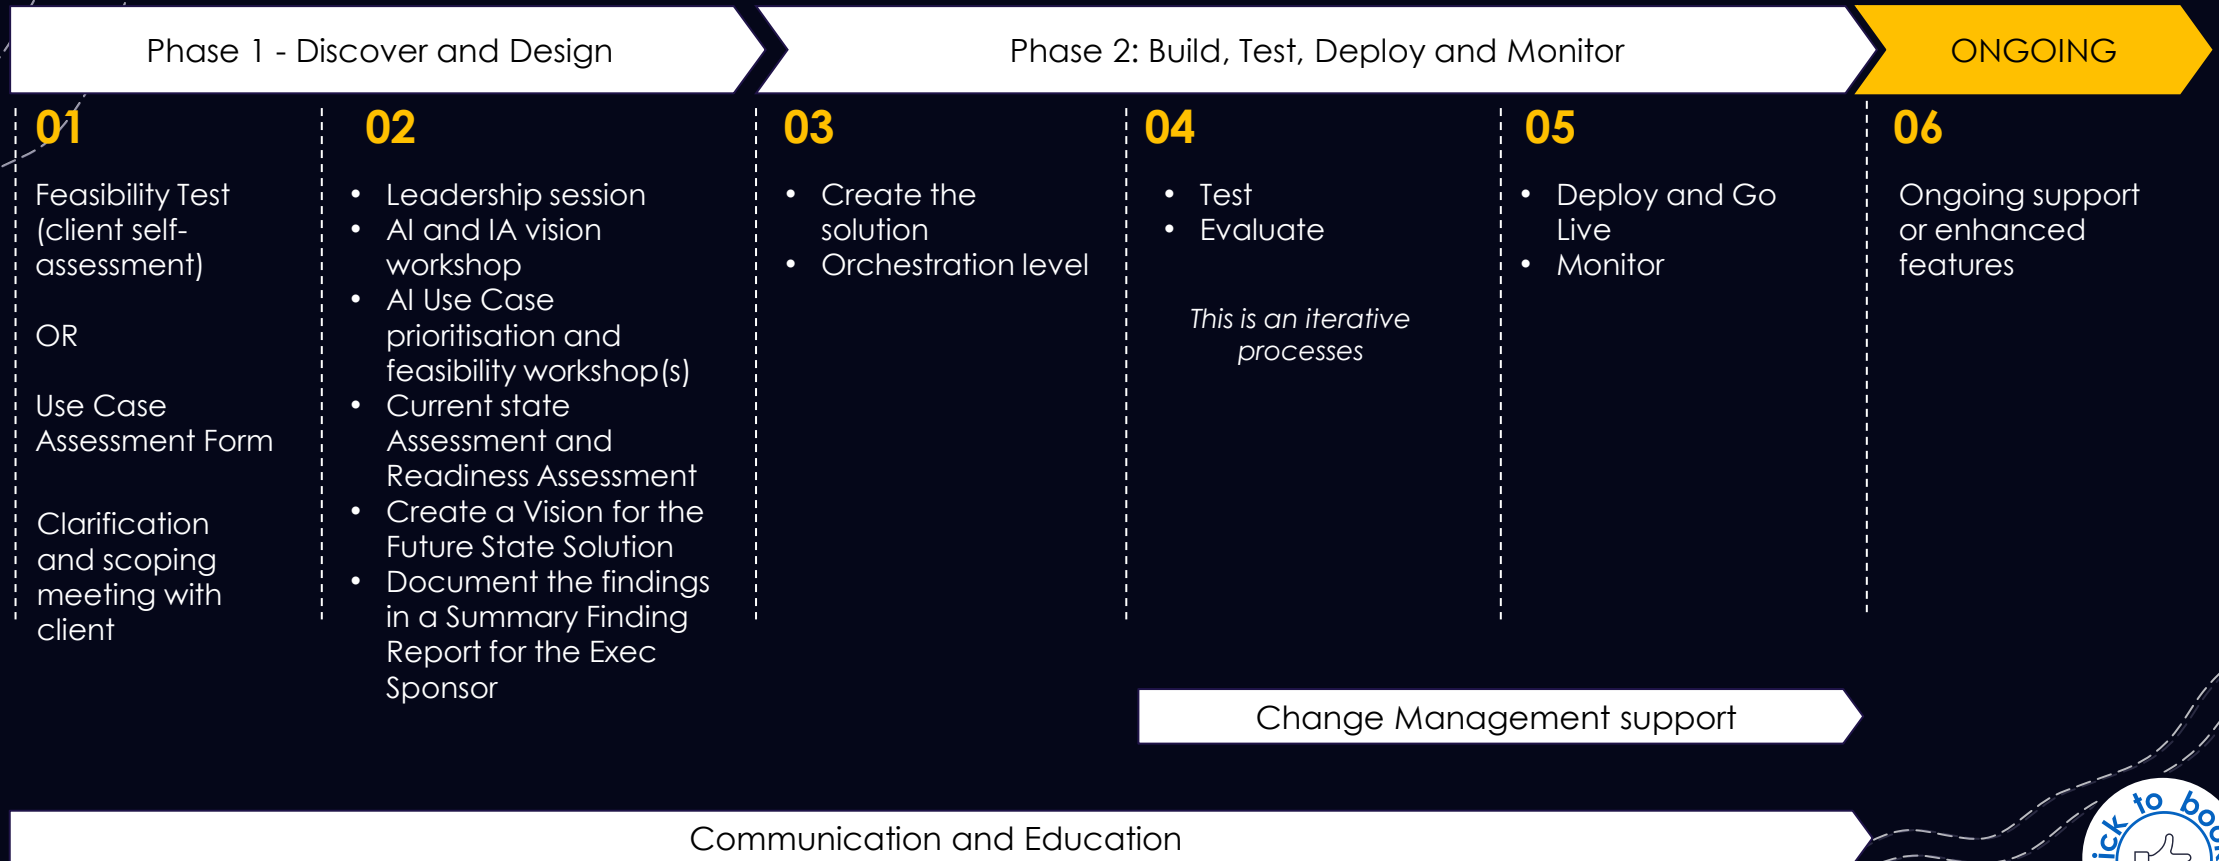 Phase 1 - Discover and Design
Phase 2: Build, Test, Deploy and Monitor
ONGOING
01
Feasibility Test
(client self-
assessment)
OR
Use Case
Assessment Form
Clarification
and scoping
meeting with
client
02
• Leadership session
• AI and IA vision
workshop
• AI Use Case
prioritisation and
feasibility workshop(s)
• Current state
Assessment and
Readiness Assessment
• Create a Vision for the
Future State Solution
• Document the findings
in a Summary Finding
Report for the Exec
Sponsor
03
• Create the
solution
• Orchestration level
04
• Test
• Evaluate
This is an iterative
processes
05
• Deploy and Go
Live
• Monitor
06
Ongoing support
or enhanced
features
Change Management support
Communication and Education
to